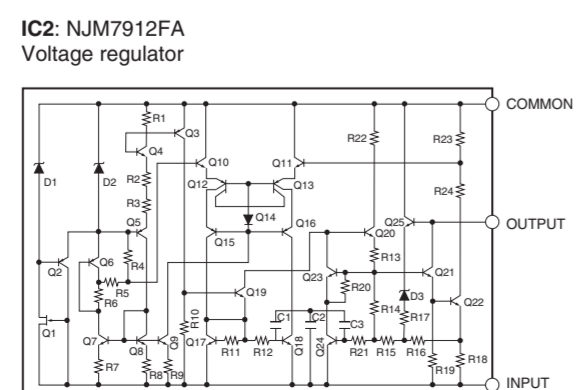 IC2: NJM7912FA
Voltage regulator
COMMON
R1
Q3
R22
R23
Q4
Q10
Q11
D1
D2
R2
Q12
Q13
R24
R3
Q14
Q5
Q15
Q16
Q25
OUTPUT
Q20
Q2
Q6
R4
R13
R5
Q23
Q21
R6
Q19
R20
D3
Q22
R10
C1
C2
C3
R14
R17
Q1
Q7
Q8
Q9
Q17
R11
R12
Q18
Q24
R21
R15
R16
R7
R8
R9
R19
R18
INPUT